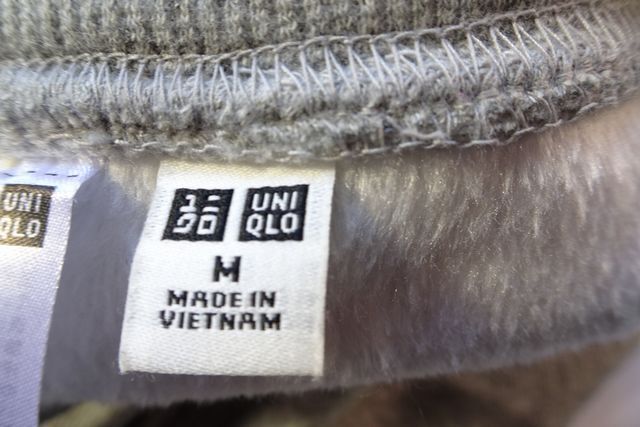 ユニ
クロ
UNI
QLO
M
MADE IN
VIETNAM
UNI
QLO